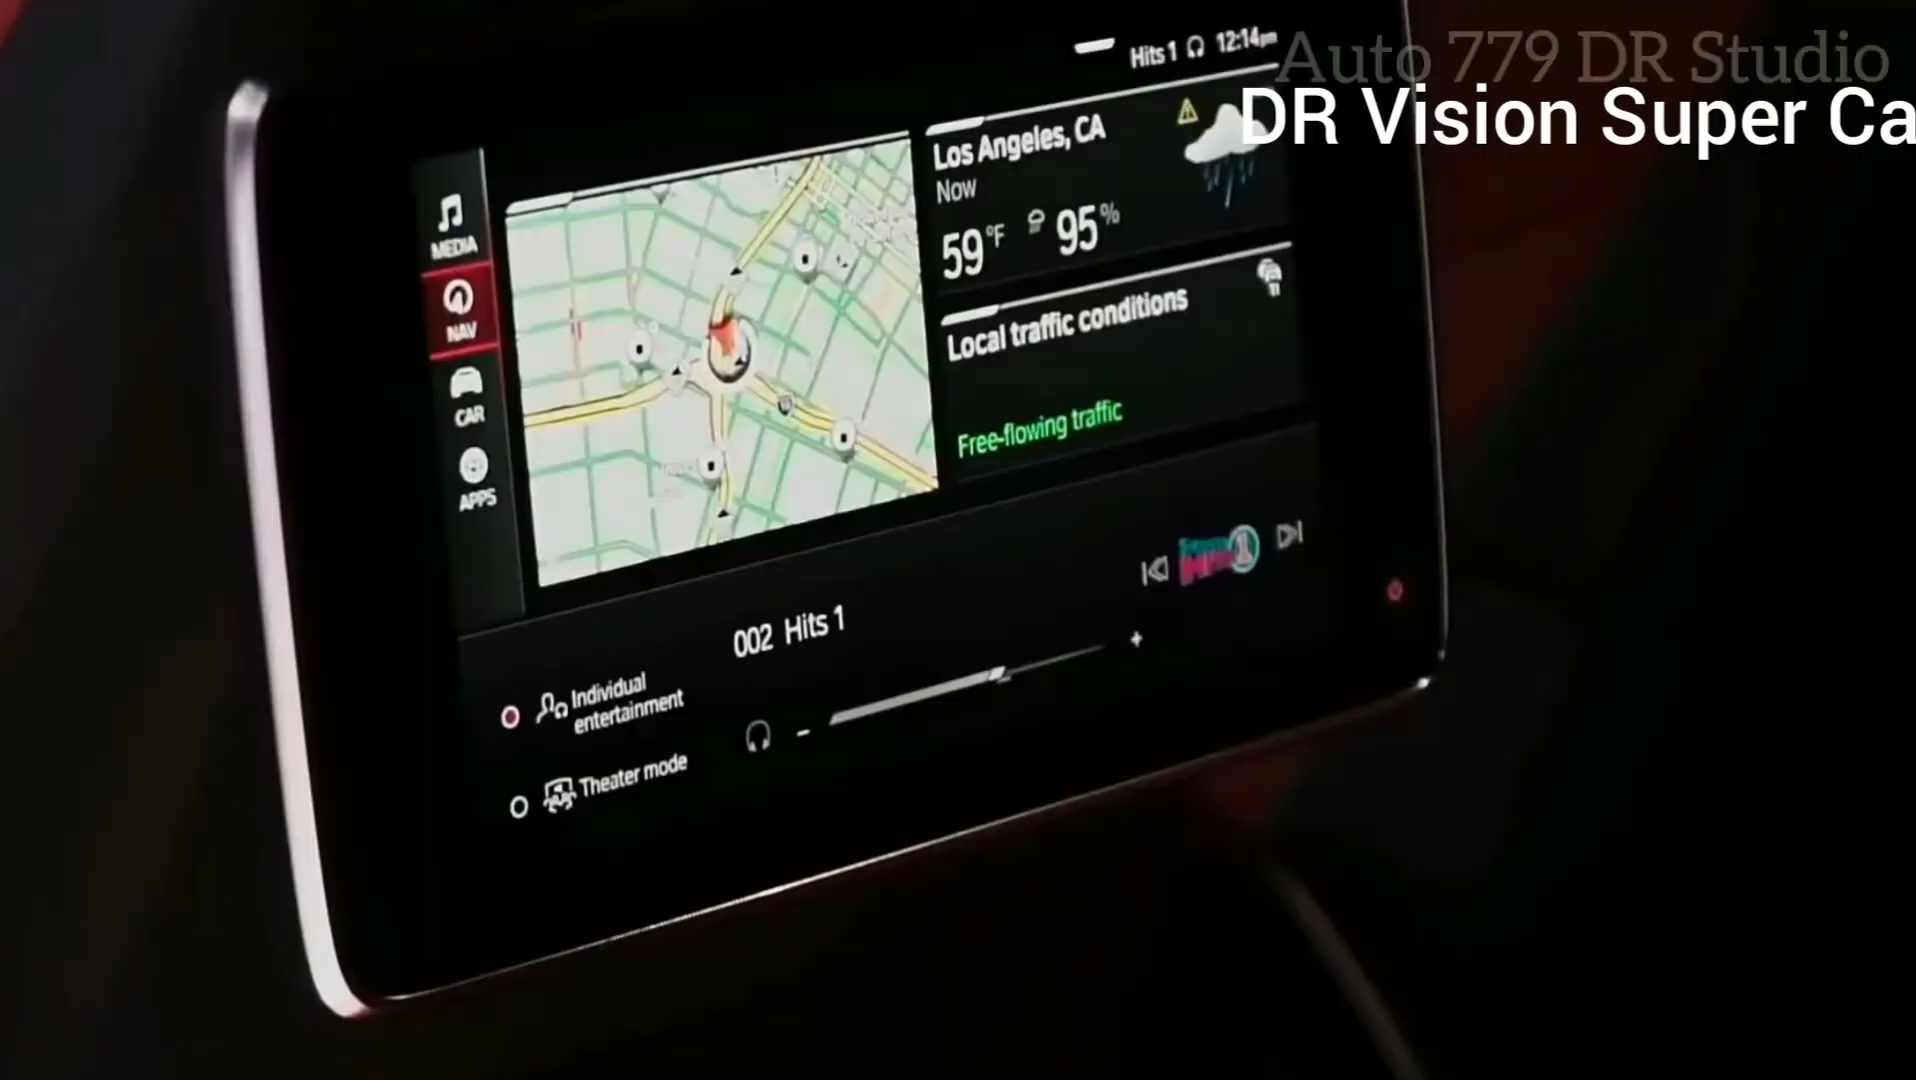 Auto 779 DR Studio
DR Vision Super Ca
Hits 1 12:14pm
MEDIA
NAV
CAR
APPS
Los Angeles, CA
Now
59°F 95%
Local traffic conditions
Free-flowing traffic
002 Hits 1
Individual
entertainment
Theater mode
- +